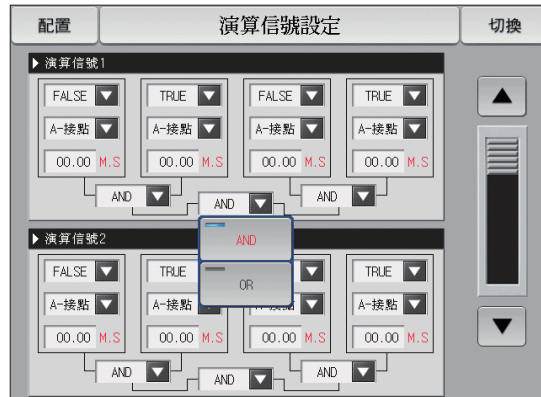 配置 演算信號設定 切換
▶ 演算信號1
FALSE TRUE FALSE TRUE
A-接點 A-接點 A-接點 A-接點
00.00 M.S 00.00 M.S 00.00 M.S 00.00 M.S
AND AND AND
AND
OR
▶ 演算信號2
FALSE TRUE TRUE
A-接點 A-接點 A-接點
00.00 M.S 00.00 M.S 00.00 M.S 00.00 M.S
AND AND AND